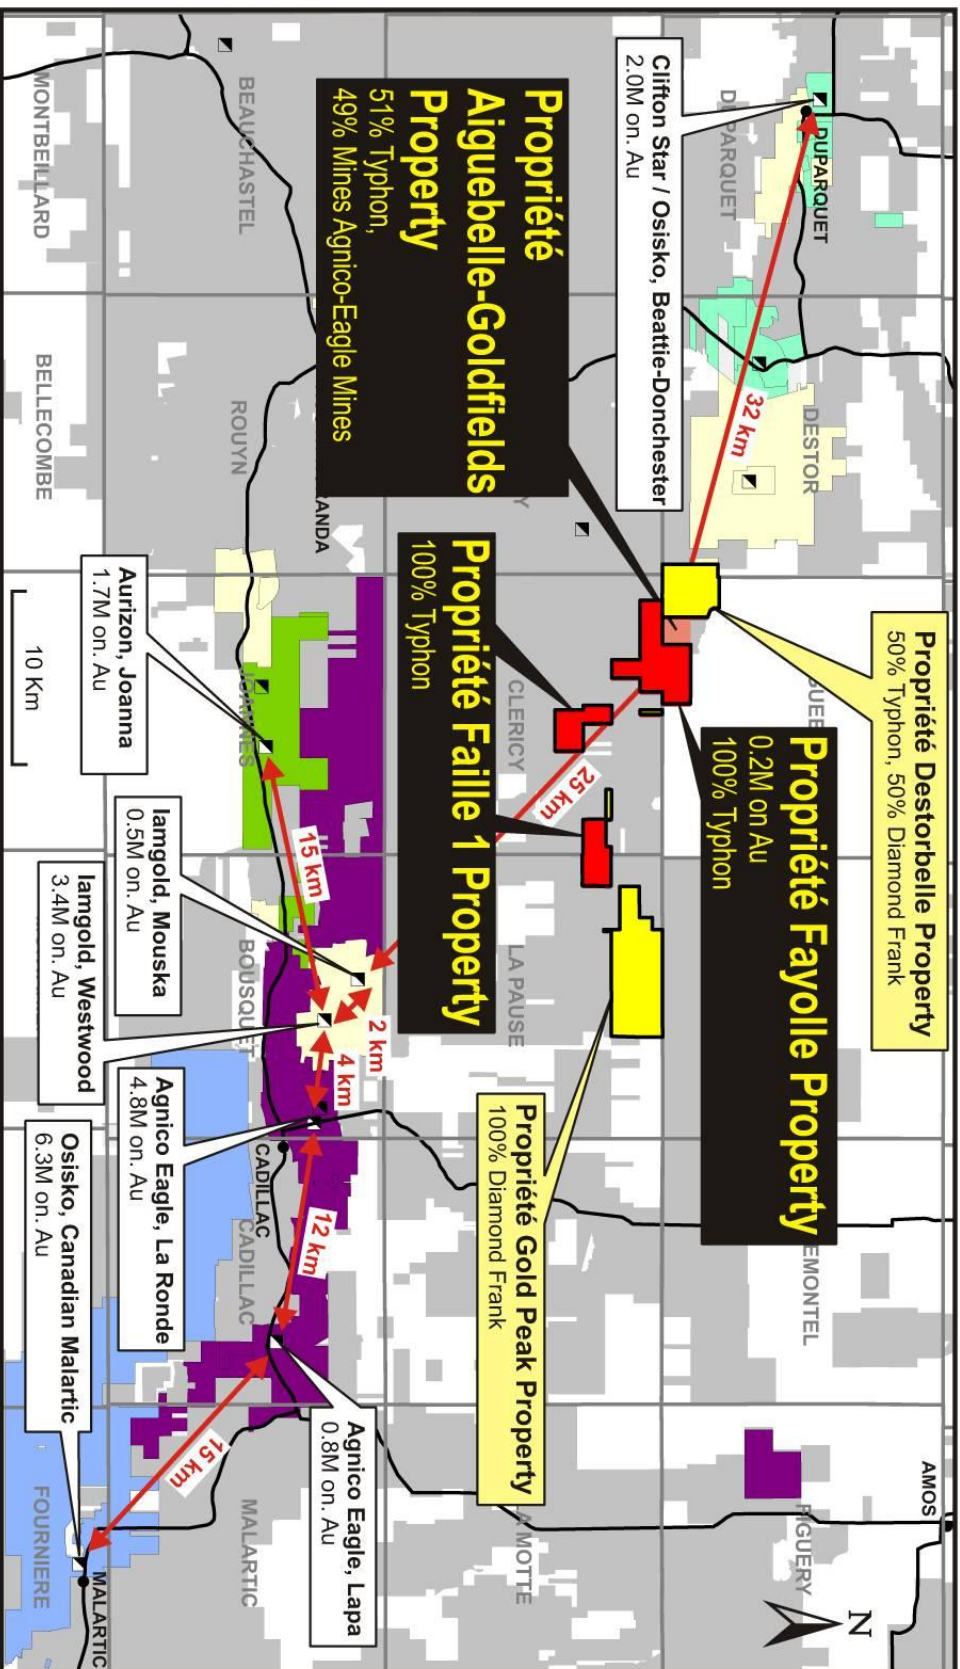 AMOS
DUPARQUET
DUPARQUET
DESTOR
Propriété Destorbelle Property
50% Typhon, 50% Diamond Frank
Propriété Fayolle Property
0.2M on Au
100% Typhon
N
32 km
Clifton Star / Osisko, Beattie-Donchester
2.0M on. Au
Propriété
Aiguebelle-Goldfields
Property
51% Typhon,
49% Mines Agnico-Eagle Mines
CLERICY
25 km
Propriété Faille 1 Property
100% Typhon
LA PAUSE
Propriété Gold Peak Property
100% Diamond Frank
BEAUCHASTEL
ROUYN
15 km
BOUSQUET
2 km
4 km
CADILLAC
CADILLAC
12 km
15 km
MALARTIC
Agnico Eagle, Lapa
0.8M on. Au
Aurizon, Joanna
1.7M on. Au
Iamgold, Mouska
0.5M on. Au
Iamgold, Westwood
3.4M on. Au
Agnico Eagle, La Ronde
4.8M on. Au
Osisko, Canadian Malartic
6.3M on. Au
MONTBEILLARD
BELLECOMBE
10 Km
FOURNIERE
MALARTIC